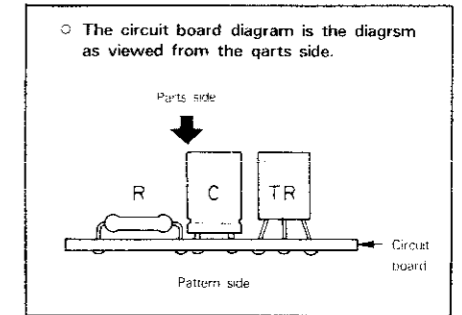 ○ The circuit board diagram is the diagrsm
as viewed from the qarts side.
Parts side
R
C
TR
Circuit
board
Pattern side